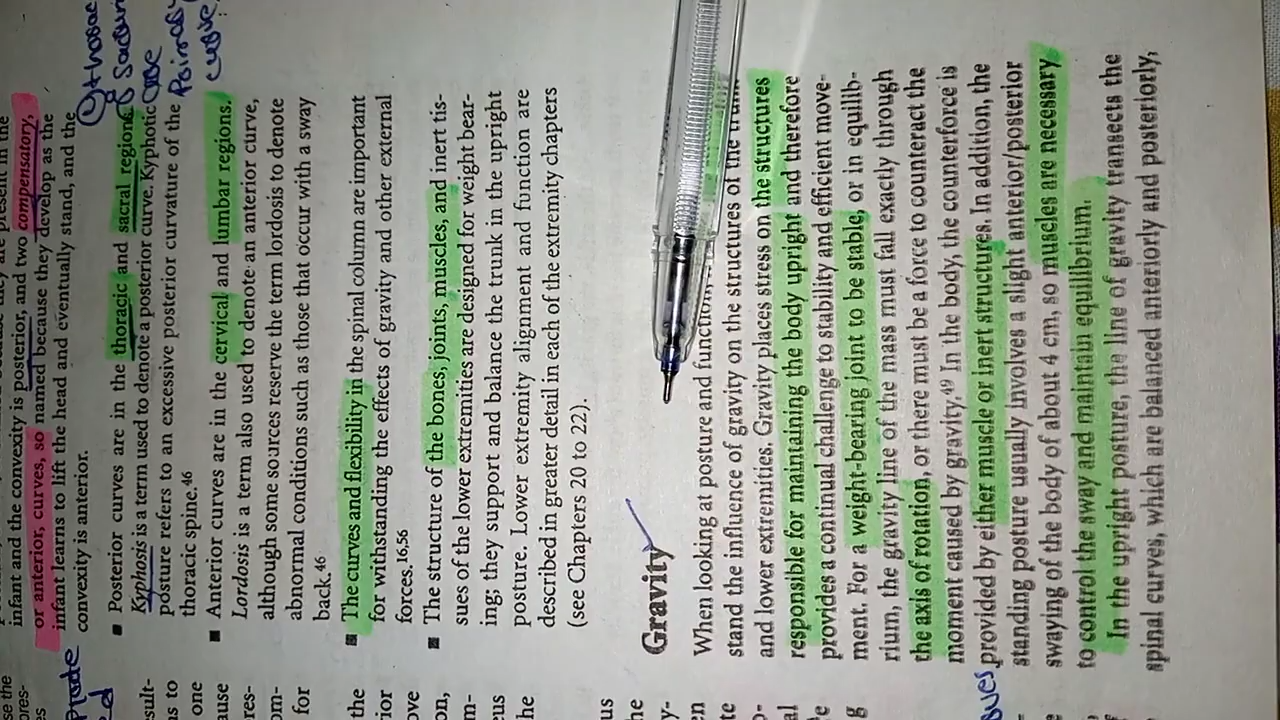 infant and the convexity is posterior, and two compensatory,
or anterior, curves, so named because they develop as the
infant learns to lift the head and eventually stand, and the
convexity is anterior.
■ Posterior curves are in the thoracic and sacral regions.
Kyphosis is a term used to denote a posterior curve. Kyphotic
posture refers to an excessive posterior curvature of the
thoracic spine.46
■ Anterior curves are in the cervical and lumbar regions.
Lordosis is a term also used to denote an anterior curve,
although some sources reserve the term lordosis to denote
abnormal conditions such as those that occur with a sway
back.46
■ The curves and flexibility in the spinal column are important
for withstanding the effects of gravity and other external
forces.16,56
■ The structure of the bones, joints, muscles, and inert tis-
sues of the lower extremities are designed for weight bear-
ing; they support and balance the trunk in the upright
posture. Lower extremity alignment and function are
described in greater detail in each of the extremity chapters
(see Chapters 20 to 22).
Gravity
When looking at posture and function,
stand the influence of gravity on the structures of the
and lower extremities. Gravity places stress on the structures
responsible for maintaining the body upright and therefore
provides a continual challenge to stability and efficient move-
ment. For a weight-bearing joint to be stable, or in equilib-
rium, the gravity line of the mass must fall exactly through
the axis of rotation, or there must be a force to counteract the
moment caused by gravity.49 In the body, the counterforce is
provided by either muscle or inert structures. In addition, the
standing posture usually involves a slight anterior/posterior
swaying of the body of about 4 cm, so muscles are necessary
to control the sway and maintain equilibrium.
In the upright posture, the line of gravity transects the
spinal curves, which are balanced anteriorly and posteriorly,